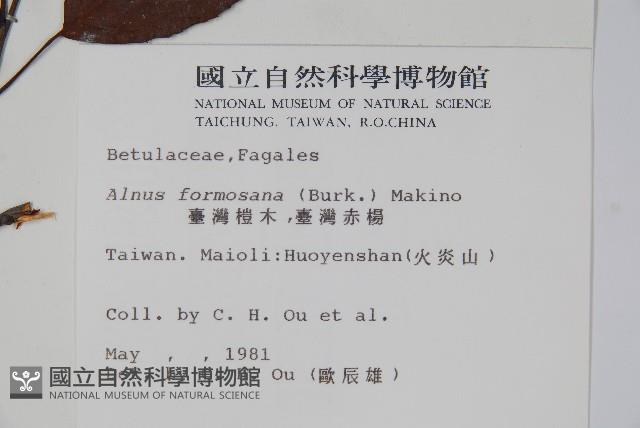 國立自然科學博物館
NATIONAL MUSEUM OF NATURAL SCIENCE
TAICHUNG, TAIWAN, R.O.CHINA
Betulaceae,Fagales
Alnus formosana (Burk.) Makino
臺灣榿木,臺灣赤楊
Taiwan. Maioli:Huoyenshan(火炎山)
Coll. by C. H. Ou et al.
May , , 1981
Ou (歐辰雄)
國立自然科學博物館
NATIONAL MUSEUM OF NATURAL SCIENCE